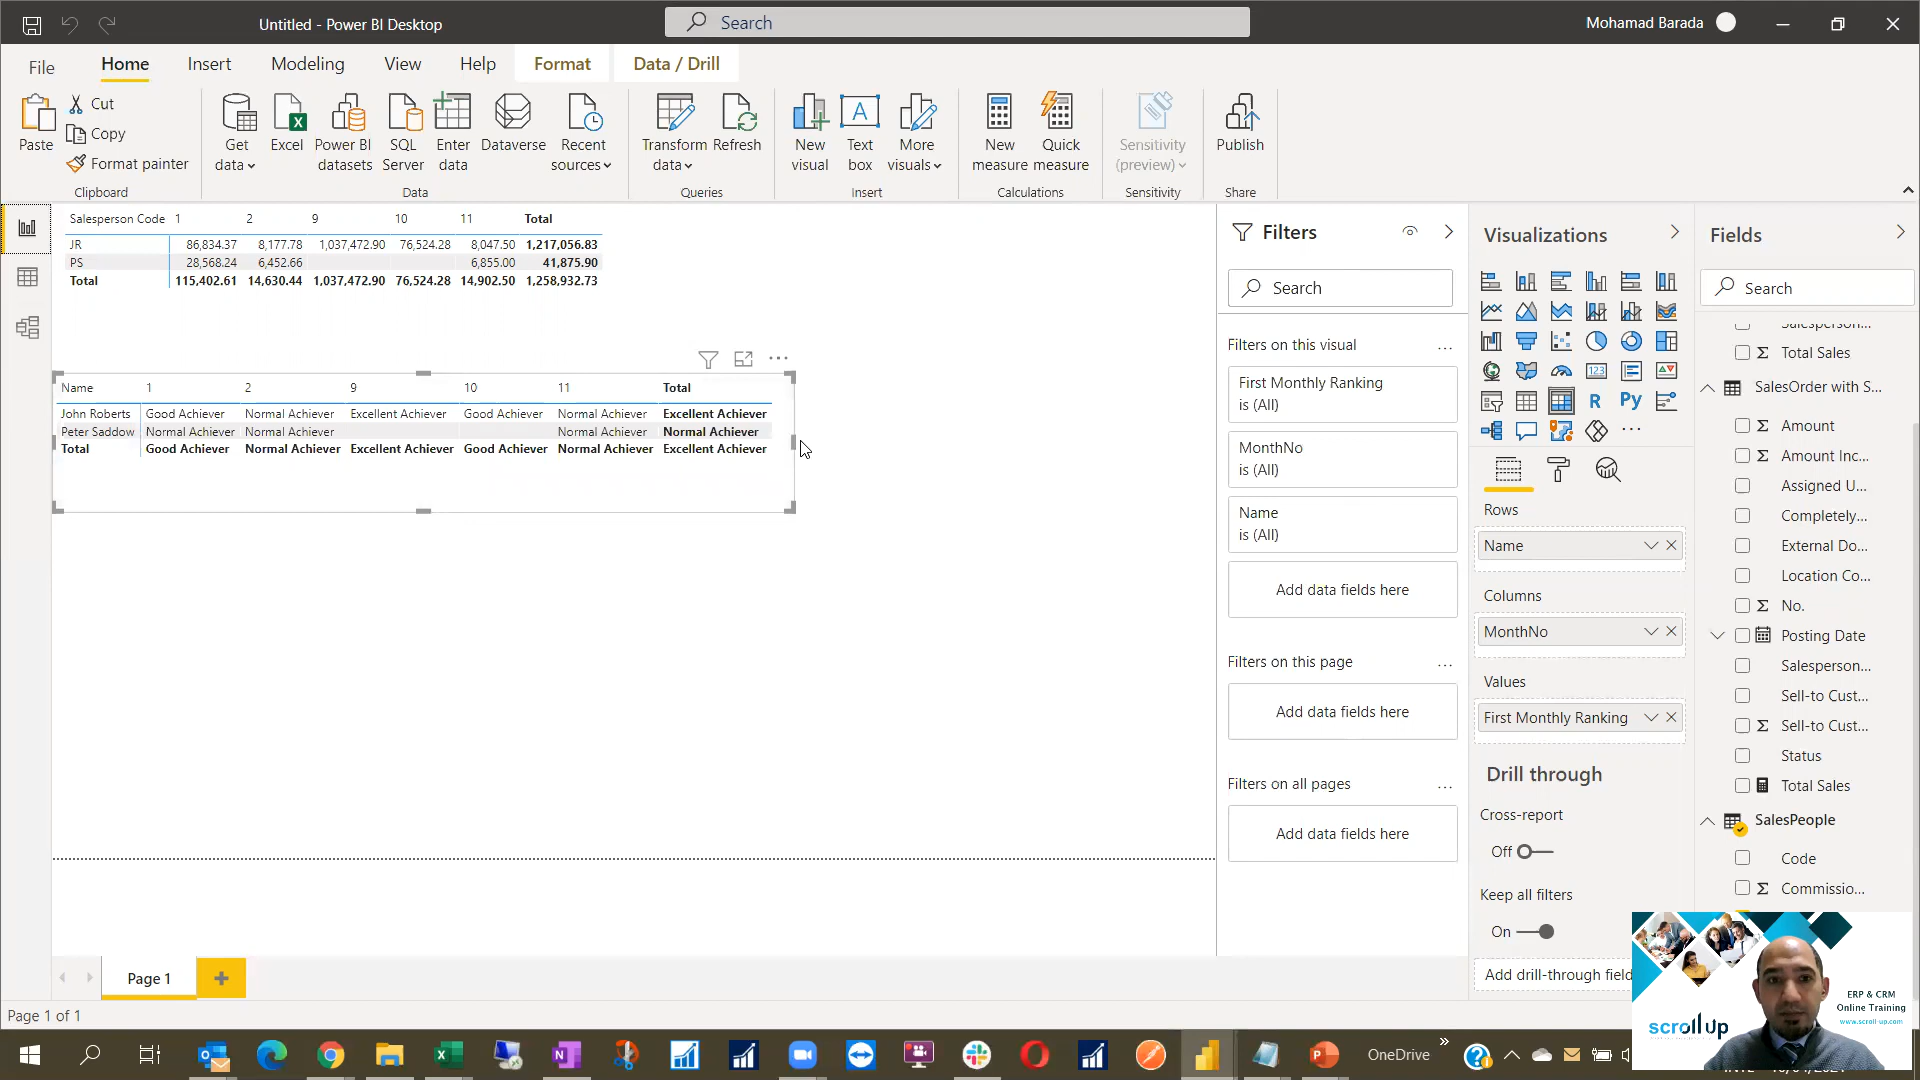 Untitled - Power BI Desktop
Search
Mohamad Barada
File
Home
Insert
Modeling
View
Help
Format
Data / Drill
Paste
Cut
Copy
Format painter
Clipboard
Get data
Excel
Power BI datasets
SQL Server
Enter data
Dataverse
Recent sources
Data
Transform data
Refresh
Queries
New visual
Text box
More visuals
Insert
New measure
Quick measure
Calculations
Sensitivity (preview)
Sensitivity
Publish
Share
Salesperson Code 1 2 9 10 11 Total
JR 86,834.37 8,177.78 1,037,472.90 76,524.28 8,047.50 1,217,056.83
PS 28,568.24 6,452.66 6,855.00 41,875.90
Total 115,402.61 14,630.44 1,037,472.90 76,524.28 14,902.50 1,258,932.73
Name 1 2 9 10 11 Total
John Roberts Good Achiever Normal Achiever Excellent Achiever Good Achiever Normal Achiever Excellent Achiever
Peter Saddow Normal Achiever Normal Achiever Normal Achiever Normal Achiever
Total Good Achiever Normal Achiever Excellent Achiever Good Achiever Normal Achiever Excellent Achiever
Filters
Search
Filters on this visual
First Monthly Ranking
is (All)
MonthNo
is (All)
Name
is (All)
Add data fields here
Filters on this page
Add data fields here
Filters on all pages
Add data fields here
Visualizations
R
Py
123
Rows
Name
Columns
MonthNo
Values
First Monthly Ranking
Drill through
Cross-report
Off
Keep all filters
On
Add drill-through field
Fields
Search
Salesperson...
Σ Total Sales
SalesOrder with S...
Σ Amount
Σ Amount Inc...
Assigned U...
Completely...
External Do...
Location Co...
Σ No.
Posting Date
Salesperson...
Sell-to Cust...
Σ Sell-to Cust...
Status
Total Sales
SalesPeople
Code
Σ Commissio...
Page 1
Page 1 of 1
ERP & CRM
Online Training
www.scroll-up.com
scroll up
OneDrive